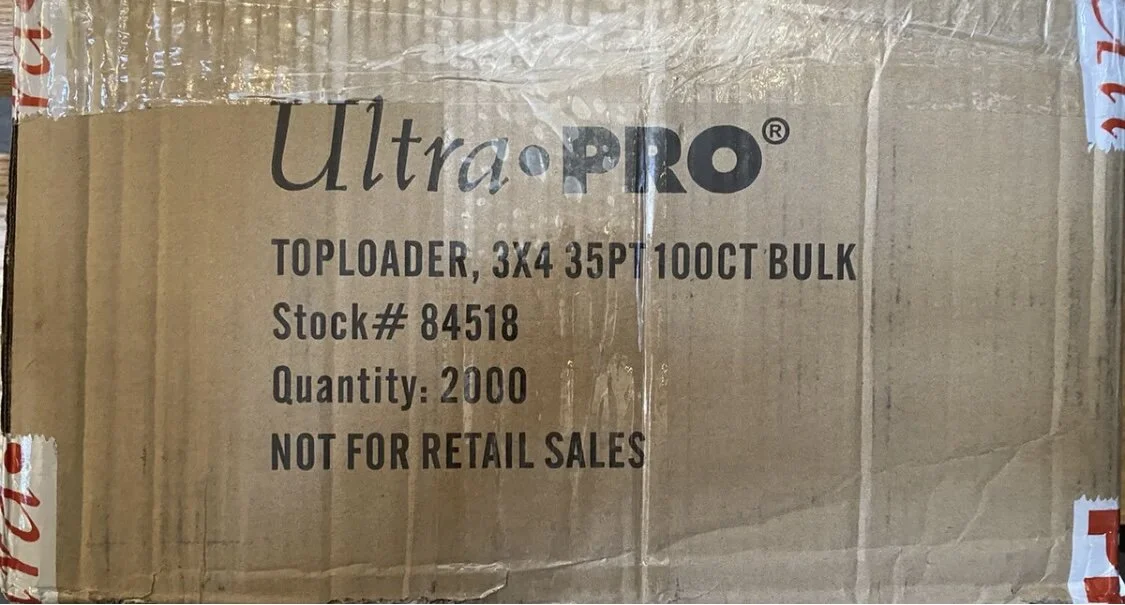 Ultra•PRO®
TOPLOADER, 3X4 35PT 100CT BULK
Stock# 84518
Quantity: 2000
NOT FOR RETAIL SALES